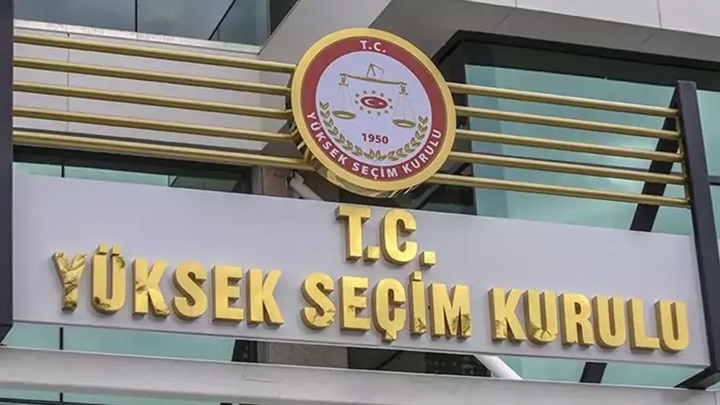 T.C.
1950
YÜKSEK SEÇİM KURULU
T.C.
YÜKSEK SEÇİM KURULU